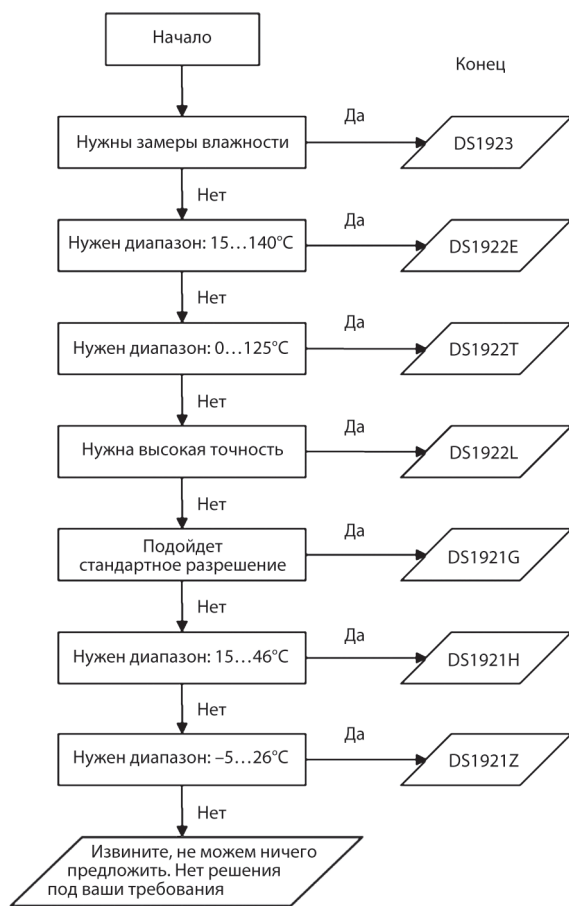 Начало
Конец
Нужны замеры влажности
Да
DS1923
Нет
Нужен диапазон: 15…140°C
Да
DS1922E
Нет
Нужен диапазон: 0…125°C
Да
DS1922T
Нет
Нужна высокая точность
Да
DS1922L
Нет
Подойдет
стандартное разрешение
Да
DS1921G
Нет
Нужен диапазон: 15…46°C
Да
DS1921H
Нет
Нужен диапазон: –5…26°C
Да
DS1921Z
Нет
Извините, не можем ничего
предложить. Нет решения
под ваши требования